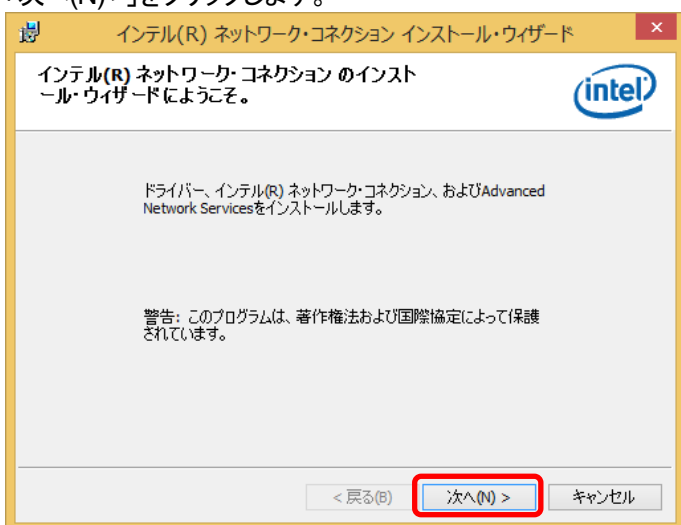 次へ(N)>」をクリックします。
インテル(R) ネットワーク・コネクション インストール・ウィザード
インテル(R) ネットワーク・コネクション のインスト
ール・ウィザードにようこそ。
intel
ドライバー、インテル(R) ネットワーク・コネクション、およびAdvanced
Network Servicesをインストールします。
警告: このプログラムは、著作権法および国際協定によって保護
されています。
< 戻る(B)
次へ(N) >
キャンセル